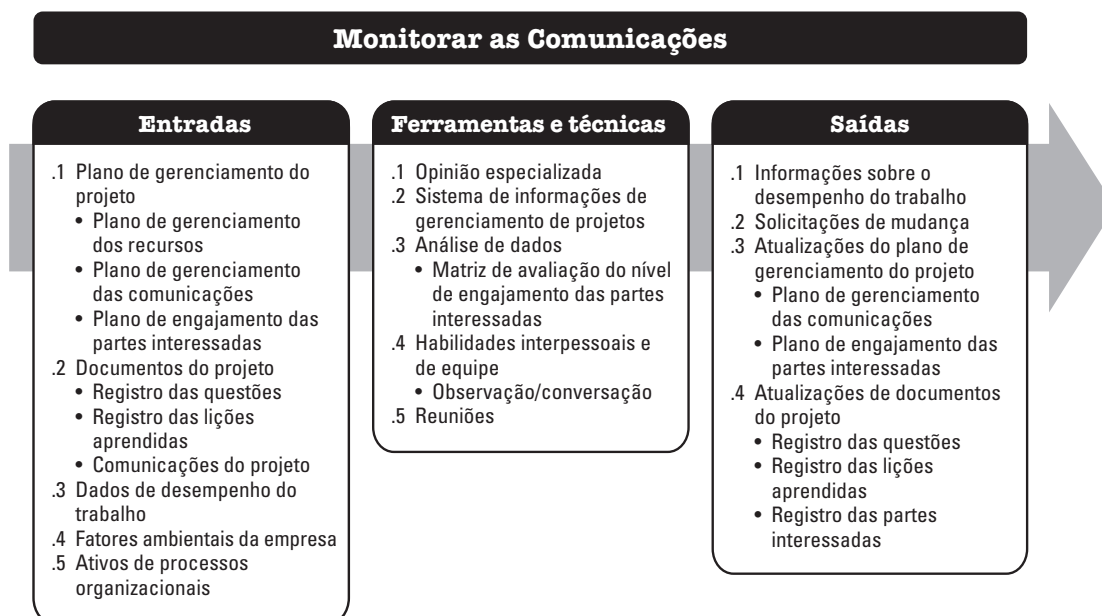 Monitorar as Comunicações
Entradas
.1 Plano de gerenciamento do
projeto
• Plano de gerenciamento
dos recursos
• Plano de gerenciamento
das comunicações
• Plano de engajamento das
partes interessadas
.2 Documentos do projeto
• Registro das questões
• Registro das lições
aprendidas
• Comunicações do projeto
.3 Dados de desempenho do
trabalho
.4 Fatores ambientais da empresa
.5 Ativos de processos
organizacionais
Ferramentas e técnicas
.1 Opinião especializada
.2 Sistema de informações de
gerenciamento de projetos
.3 Análise de dados
• Matriz de avaliação do nível
de engajamento das partes
interessadas
.4 Habilidades interpessoais e
de equipe
• Observação/conversação
.5 Reuniões
Saídas
.1 Informações sobre o
desempenho do trabalho
.2 Solicitações de mudança
.3 Atualizações do plano de
gerenciamento do projeto
• Plano de gerenciamento
das comunicações
• Plano de engajamento das
partes interessadas
.4 Atualizações de documentos
do projeto
• Registro das questões
• Registro das lições
aprendidas
• Registro das partes
interessadas